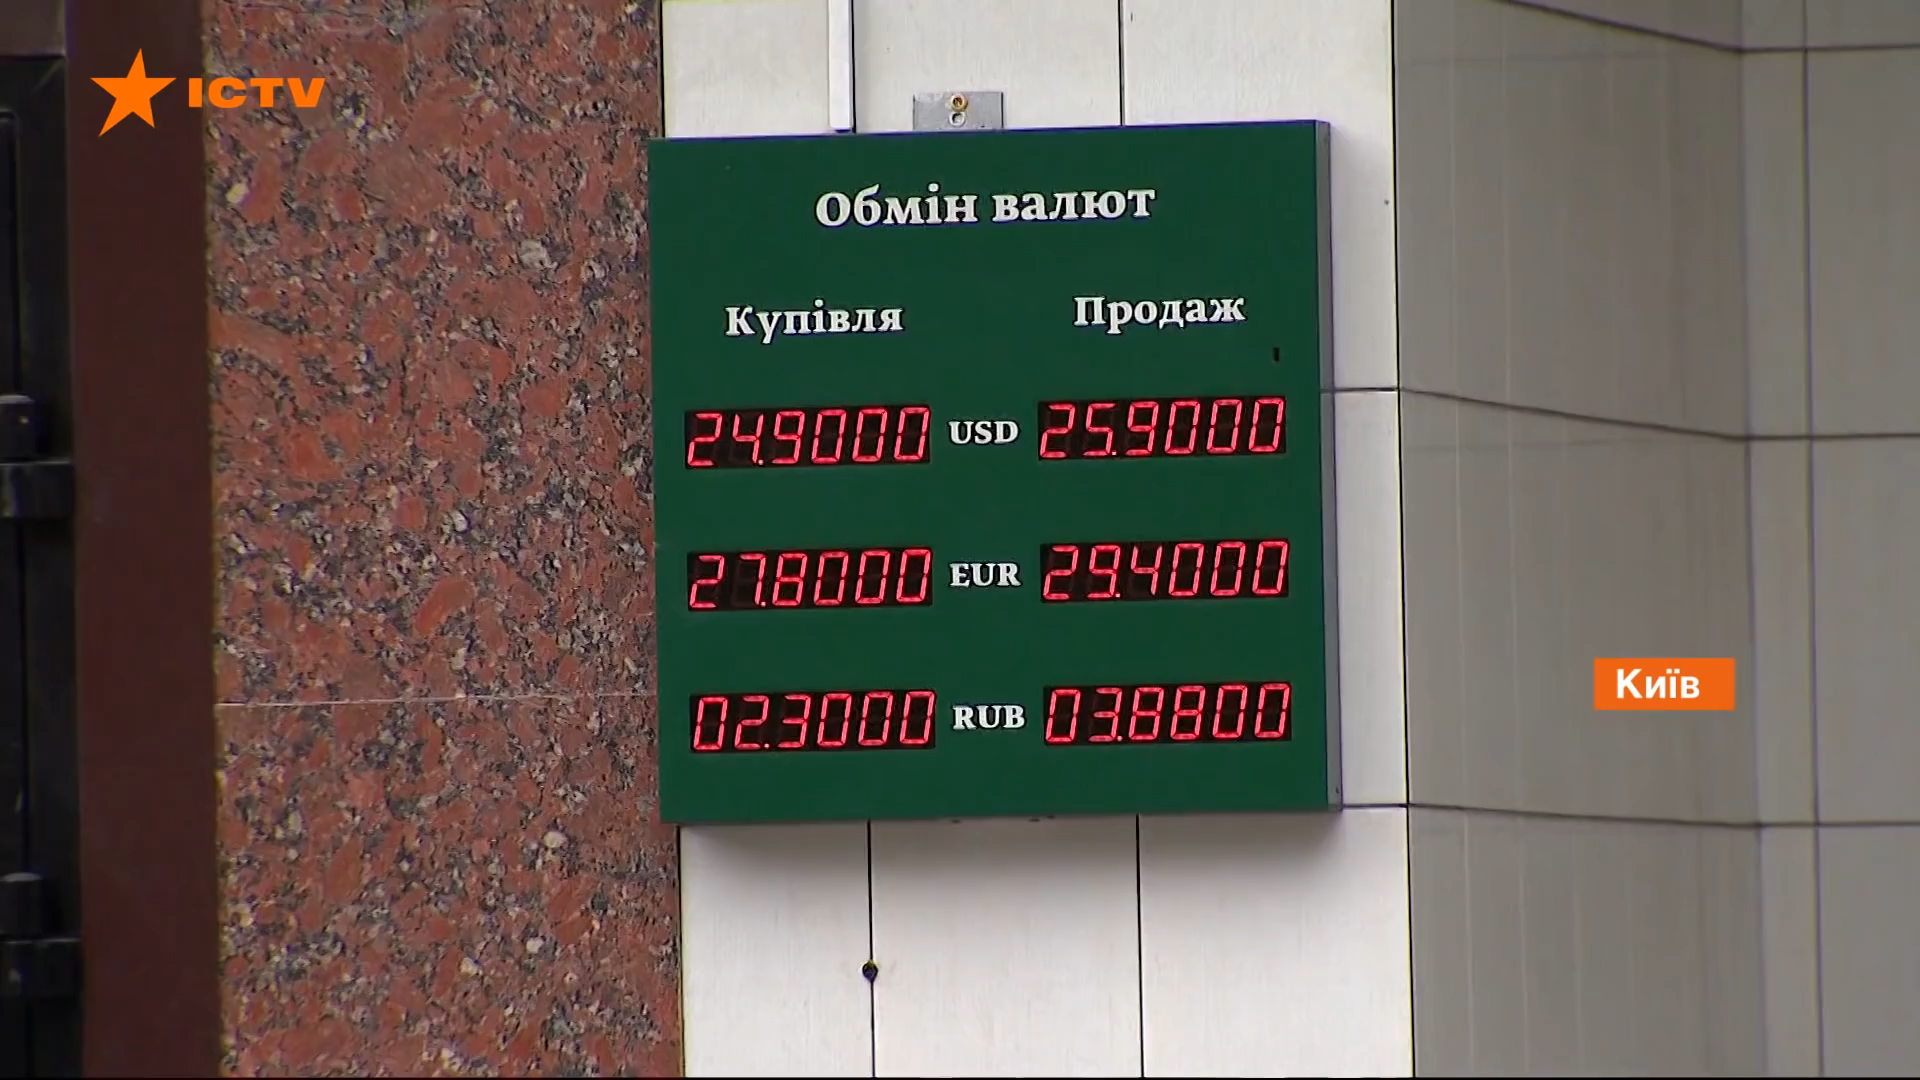 ICTV
Обмін валют
Купівля Продаж
24.9000 USD 25.9000
27.8000 EUR 29.4000
02.3000 RUB 03.8800
Київ